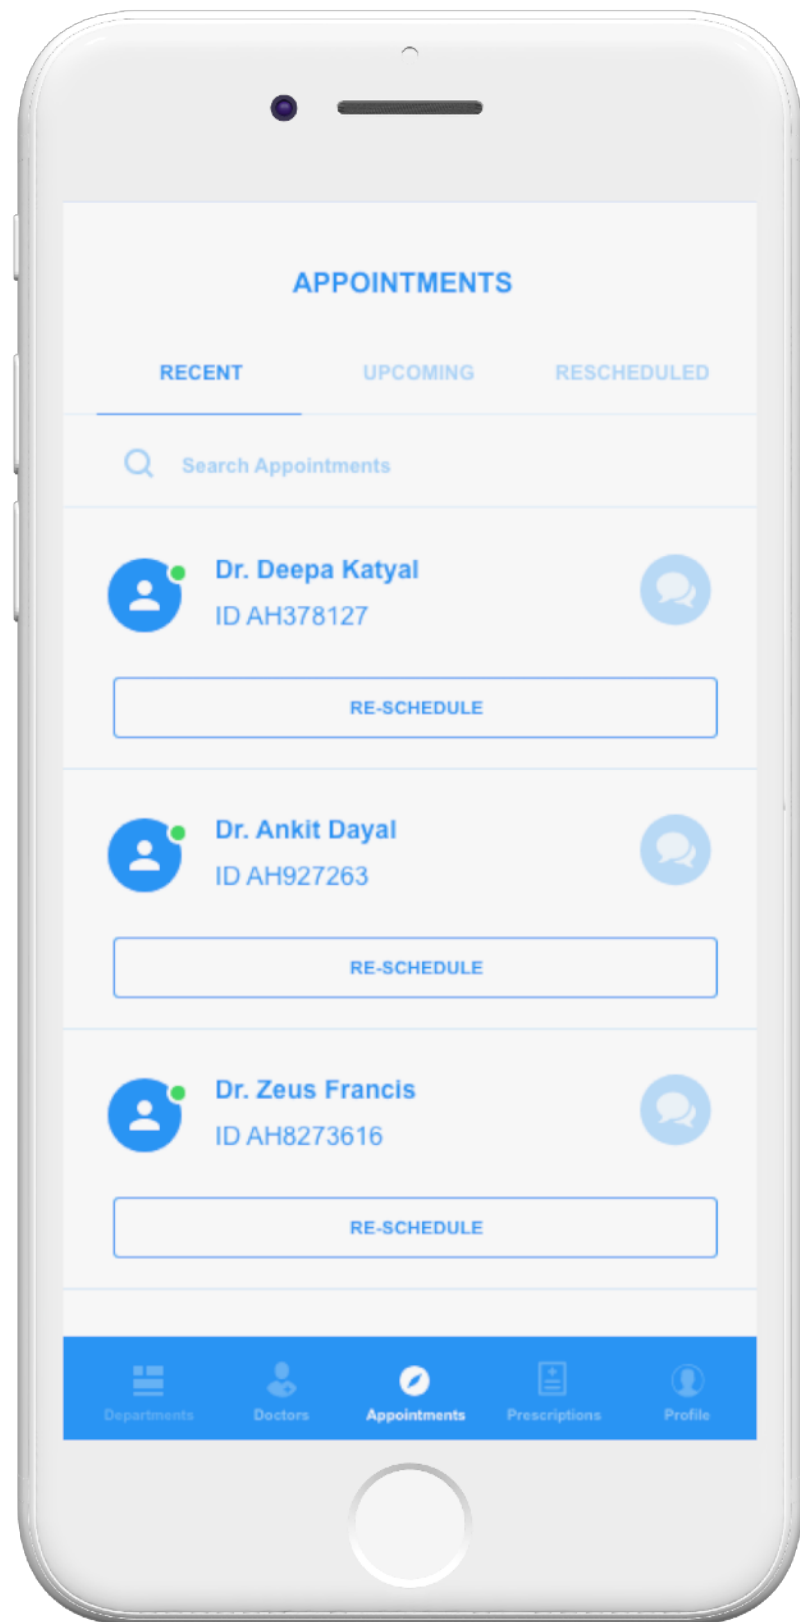 APPOINTMENTS
RECENT UPCOMING RESCHEDULED
Search Appointments
Dr. Deepa Katyal
ID AH378127
RE-SCHEDULE
Dr. Ankit Dayal
ID AH927263
RE-SCHEDULE
Dr. Zeus Francis
ID AH8273616
RE-SCHEDULE
Departments Doctors Appointments Prescriptions Profile